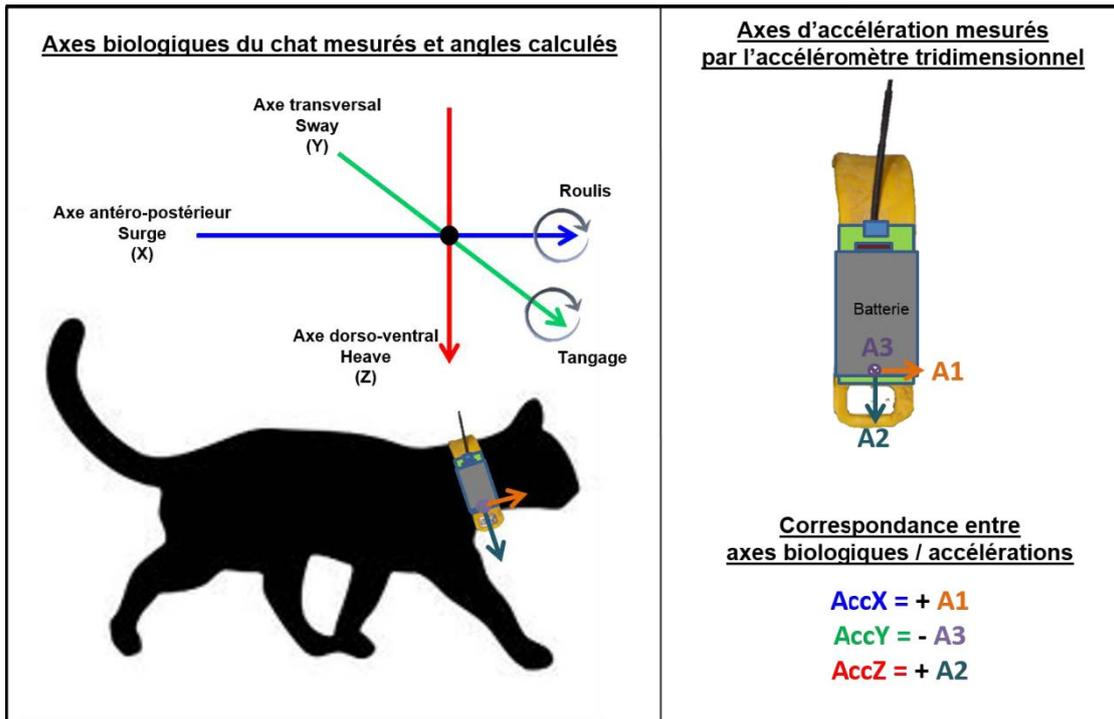 Axes biologiques du chat mesurés et angles calculés
Axe transversal
Sway
(Y)
Roulis
Axe antéro-postérieur
Surge
(X)
Axe dorso-ventral
Heave
(Z)
Tangage
Axes d'accélération mesurés
par l'accéléromètre tridimensionnel
Batterie
A3
A1
A2
Correspondance entre
axes biologiques / accélérations
AccX = + A1
AccY = - A3
AccZ = + A2